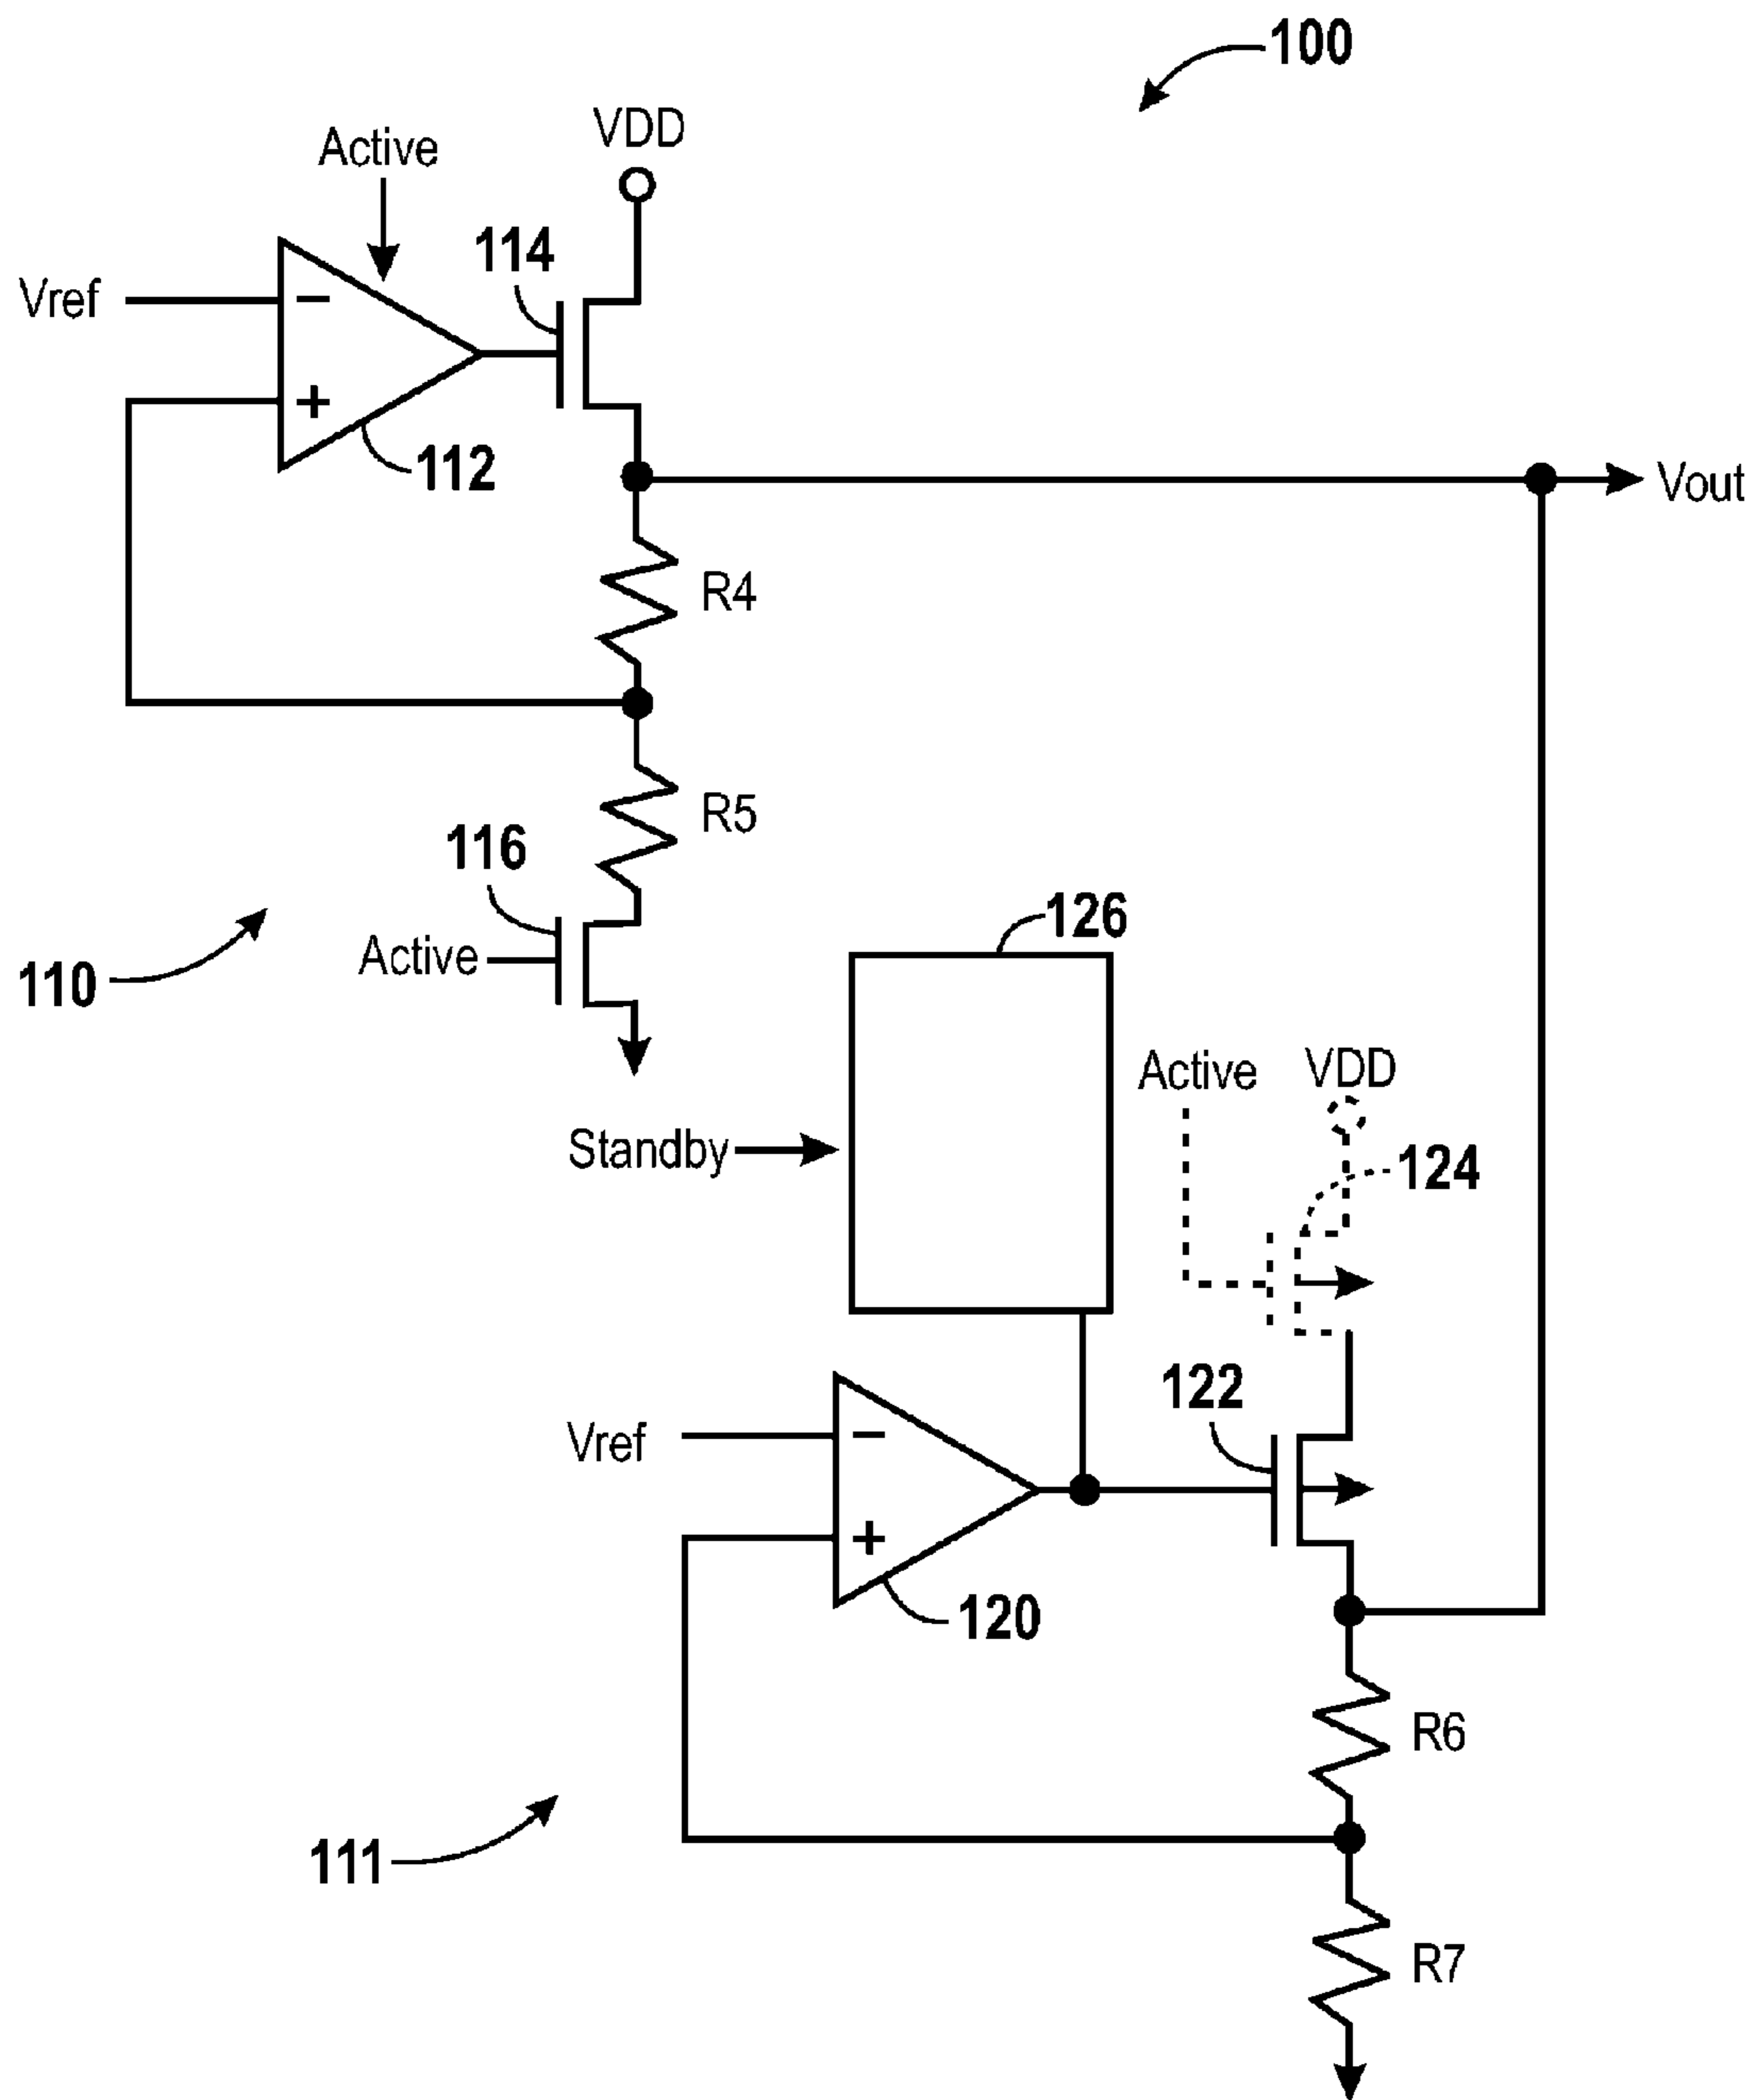 100
VDD
Active
114
Vref
−
+
112
Vout
R4
R5
116
Active
110
126
Active
VDD
Standby
124
122
Vref
−
+
120
R6
111
R7